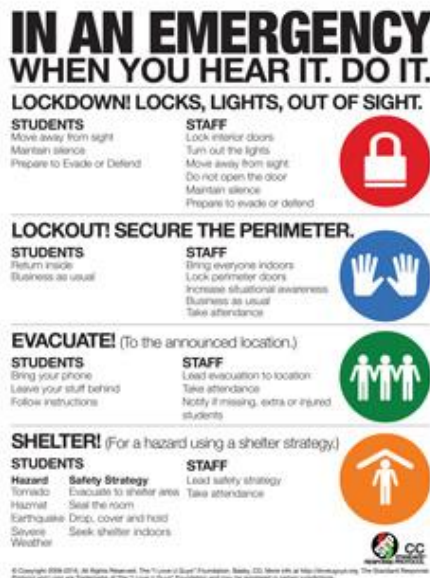 IN AN EMERGENCY
WHEN YOU HEAR IT. DO IT.
LOCKDOWN! LOCKS, LIGHTS, OUT OF SIGHT.
STUDENTS
Move away from sight
Maintain silence
Prepare to Evade or Defend
STAFF
Lock interior doors
Turn out the lights
Move away from sight
Do not open the door
Maintain silence
Prepare to evade or defend
LOCKOUT! SECURE THE PERIMETER.
STUDENTS
Return inside
Business as usual
STAFF
Bring everyone indoors
Lock perimeter doors
Increase situational awareness
Business as usual
Take attendance
EVACUATE! (To the announced location.)
STUDENTS
Bring your phone
Leave your stuff behind
Follow instructions
STAFF
Lead evacuation to location
Take attendance
Notify if missing, extra or injured
students
SHELTER! (For a hazard using a shelter strategy.)
STUDENTS
Hazard Safety Strategy
Tornado Evacuate to shelter area
Hazmat Seal the room
Earthquake Drop, cover and hold
Severe Seek shelter indoors
Weather
STAFF
Lead safety strategy
Take attendance
CC
STANDARD
RESPONSE PROTOCOL